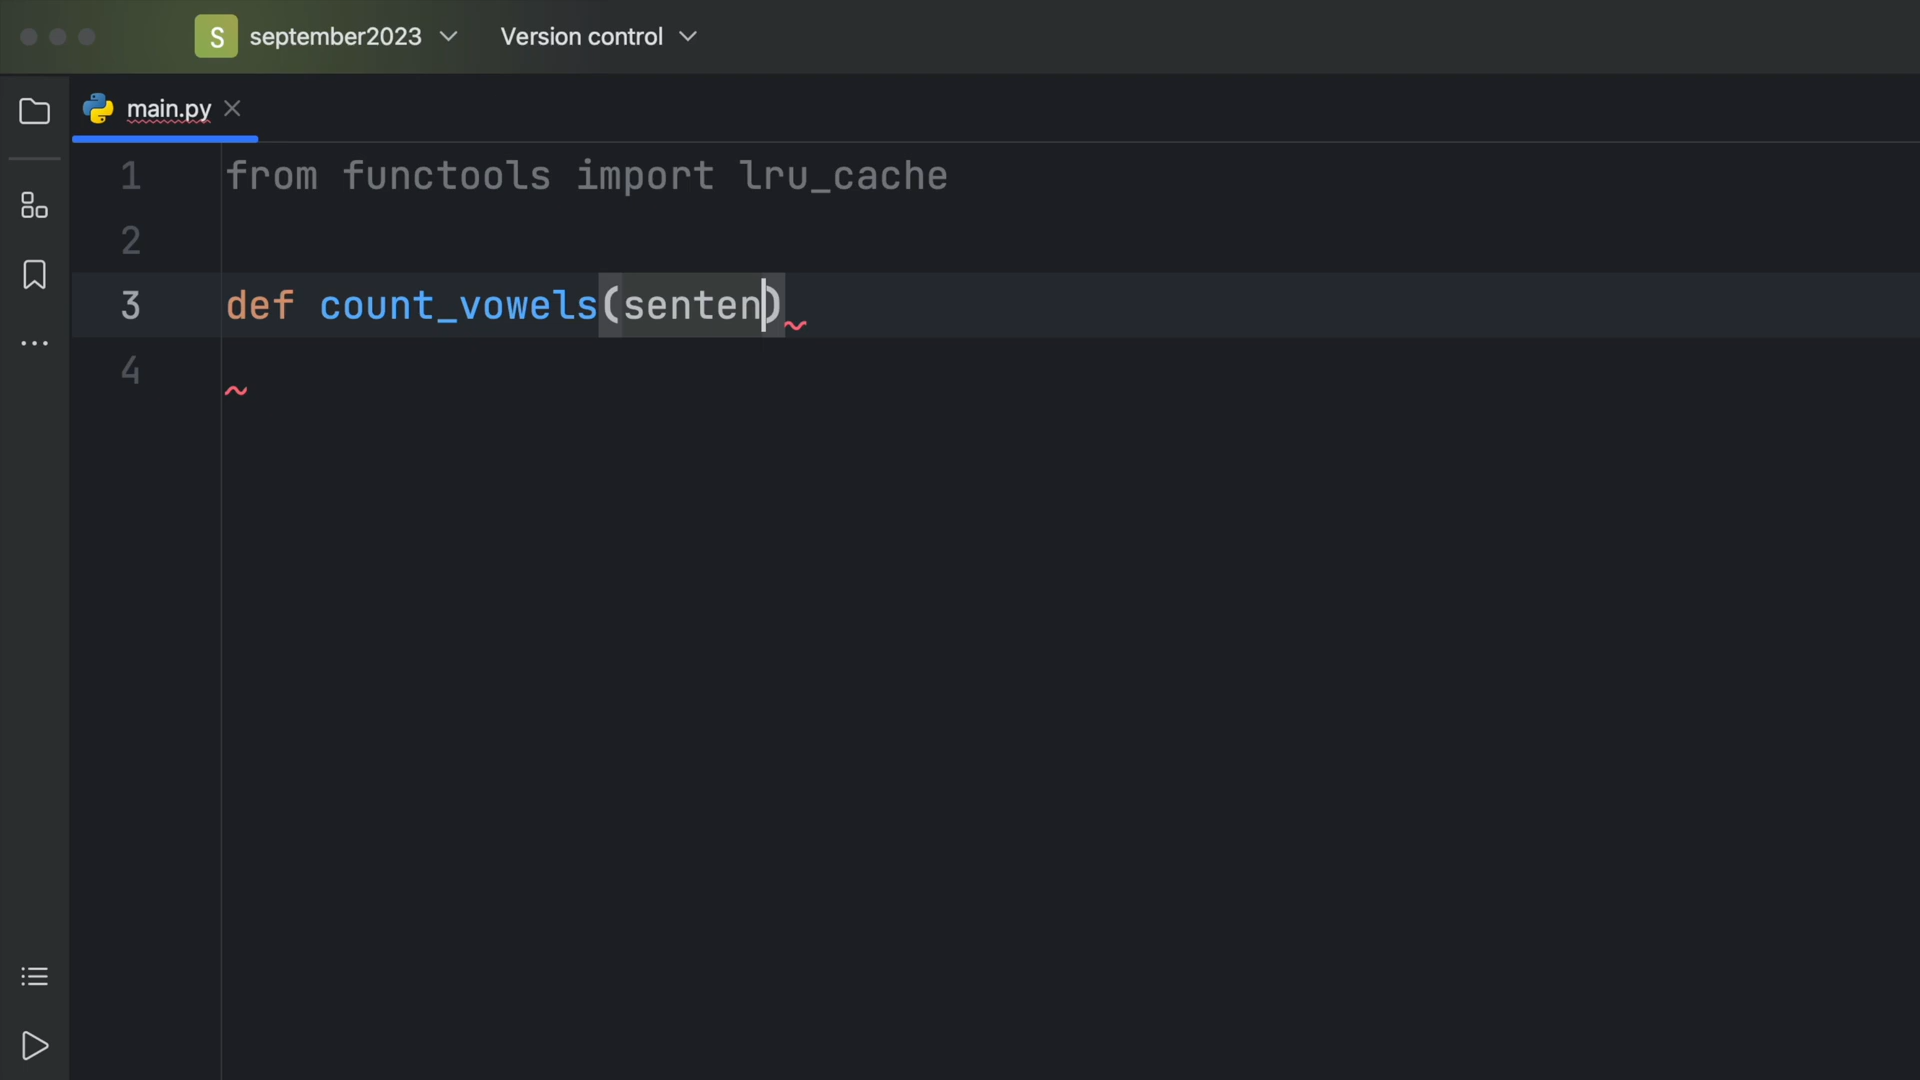 S september2023 Version control
main.py
1 from functools import lru_cache
2
3 def count_vowels(senten)
4